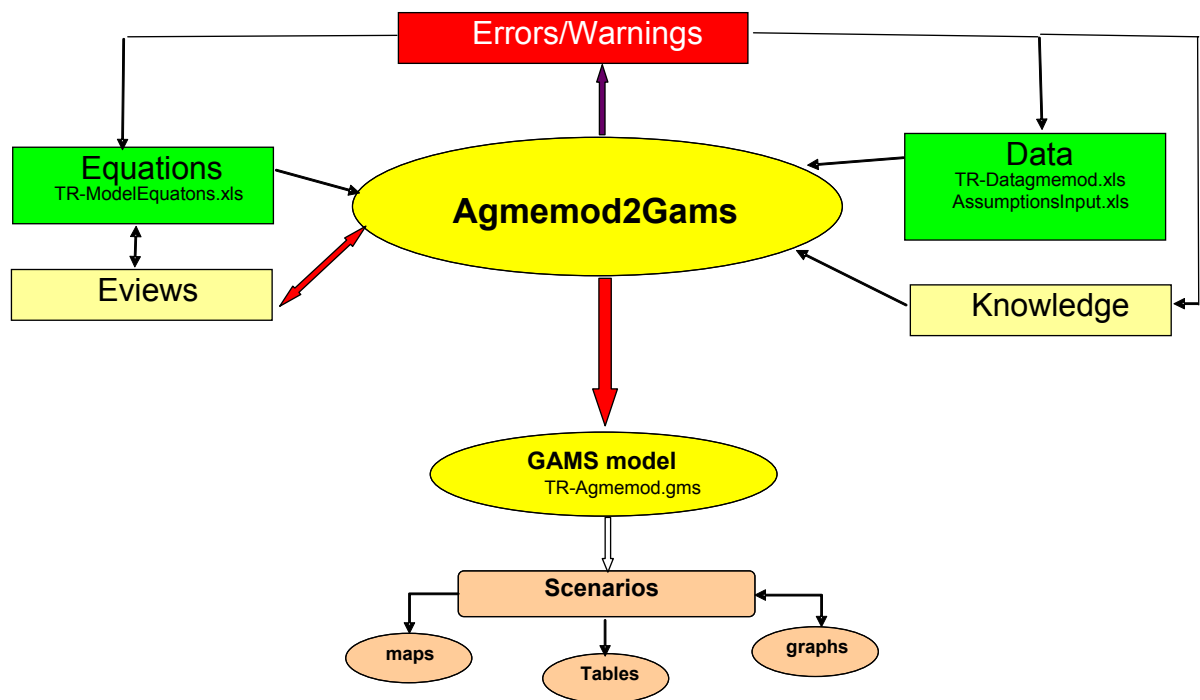 Errors/Warnings
Equations
TR-ModelEquatons.xls
Data
TR-Datagmemod.xls
AssumptionsInput.xls
Agmemod2Gams
Eviews
Knowledge
GAMS model
TR-Agmemod.gms
Scenarios
maps
Tables
graphs